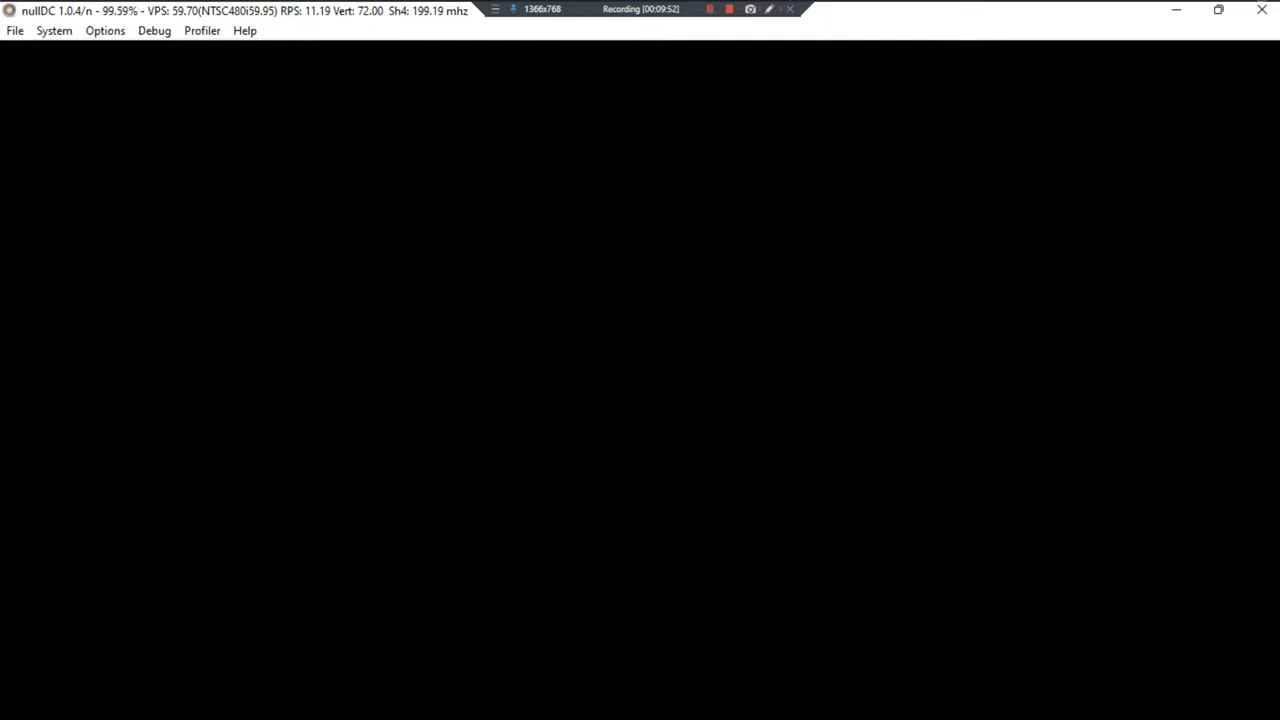 nullDC 1.0.4/n - 99.59% - VPS: 59.70(NTSC480i59.95) RPS: 11.19 Vert: 72.00 Sh4: 199.19 mhz
1366x768 Recording [00:09:52]
File System Options Debug Profiler Help